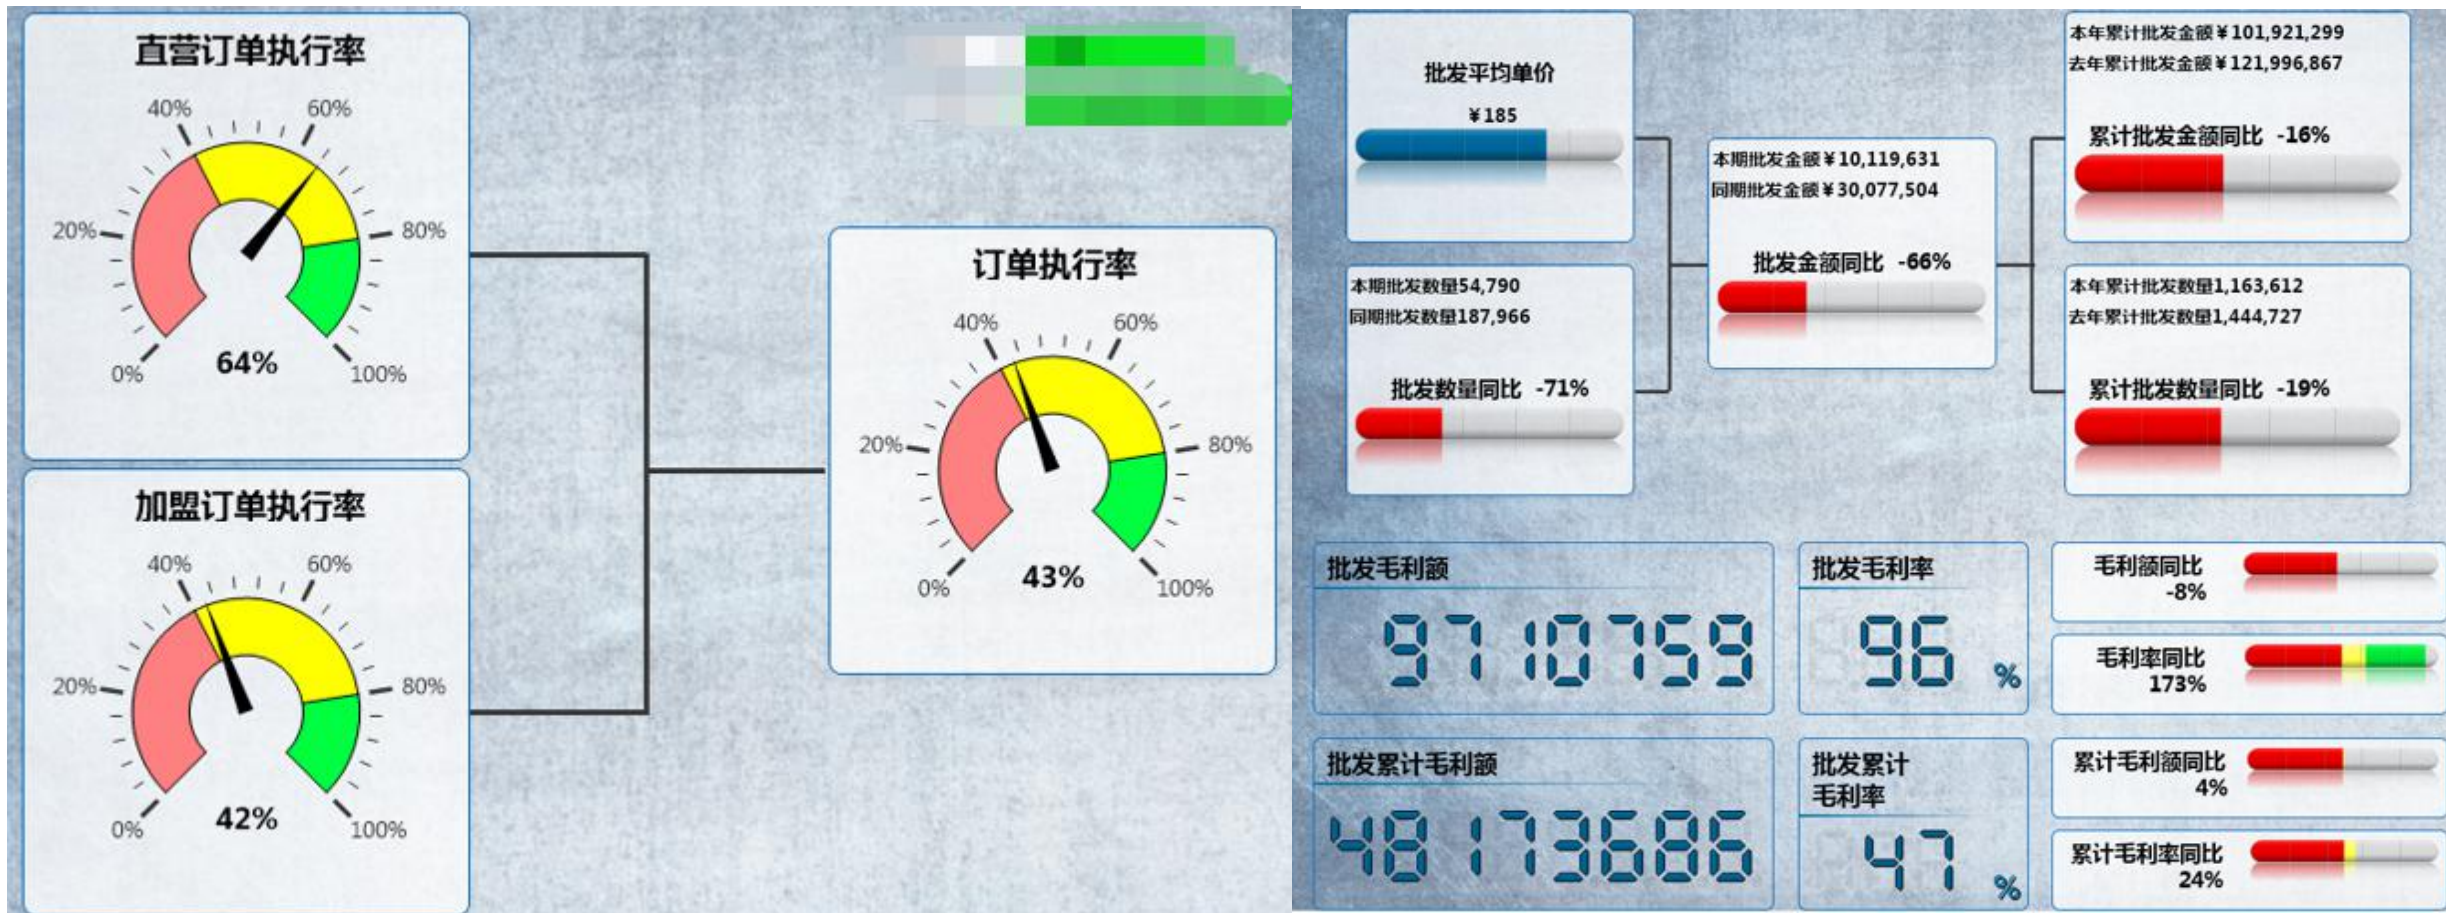 直营订单执行率
40%
60%
20%
80%
0%
100%
64%
加盟订单执行率
40%
60%
20%
80%
0%
100%
42%
订单执行率
40%
60%
20%
80%
0%
100%
43%
批发平均单价
¥185
本期批发数量54,790
同期批发数量187,966
批发数量同比 -71%
本期批发金额¥10,119,631
同期批发金额¥30,077,504
批发金额同比 -66%
本年累计批发金额¥101,921,299
去年累计批发金额¥121,996,867
累计批发金额同比 -16%
本年累计批发数量1,163,612
去年累计批发数量1,444,727
累计批发数量同比 -19%
批发毛利额
9710759
批发毛利率
96 %
毛利额同比
-8%
毛利率同比
173%
批发累计毛利额
48173686
批发累计
毛利率
47 %
累计毛利额同比
4%
累计毛利率同比
24%